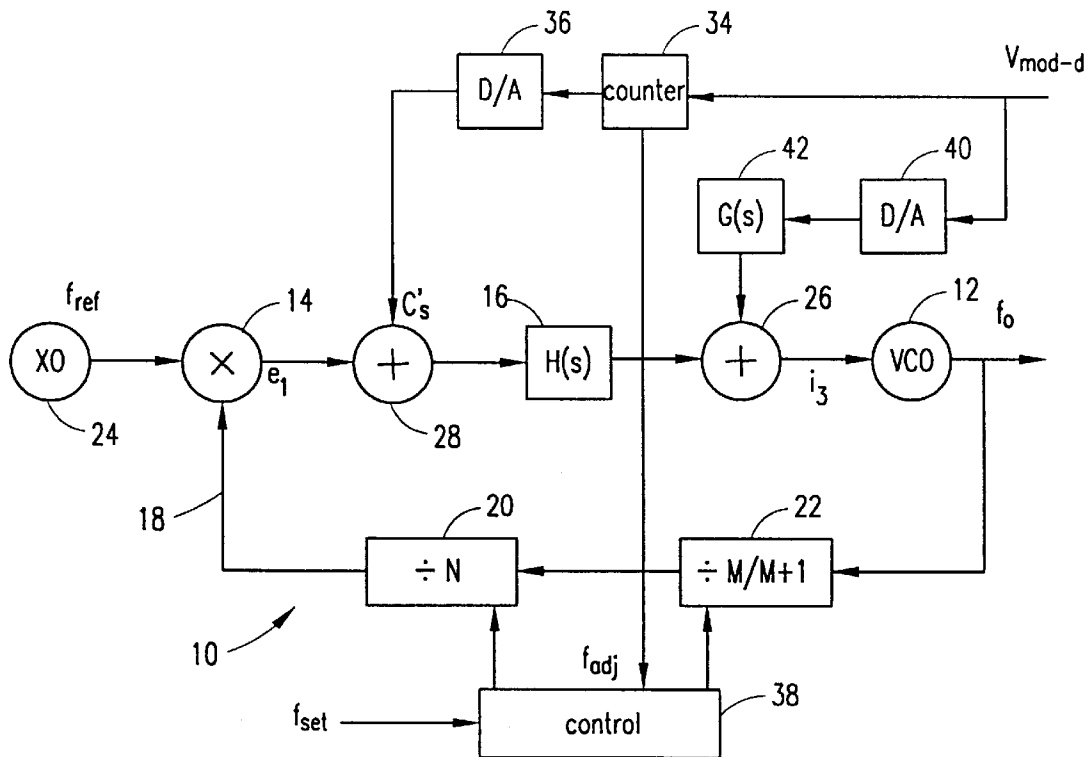 36
34
V_mod-d
D/A
counter
42
40
G(s)
D/A
f_ref
14
C's
16
26
12
f_o
XO
×
e_1
+
H(s)
+
i_3
VCO
24
28
18
20
22
÷ N
÷ M/M+1
10
f_adj
f_set
control
38